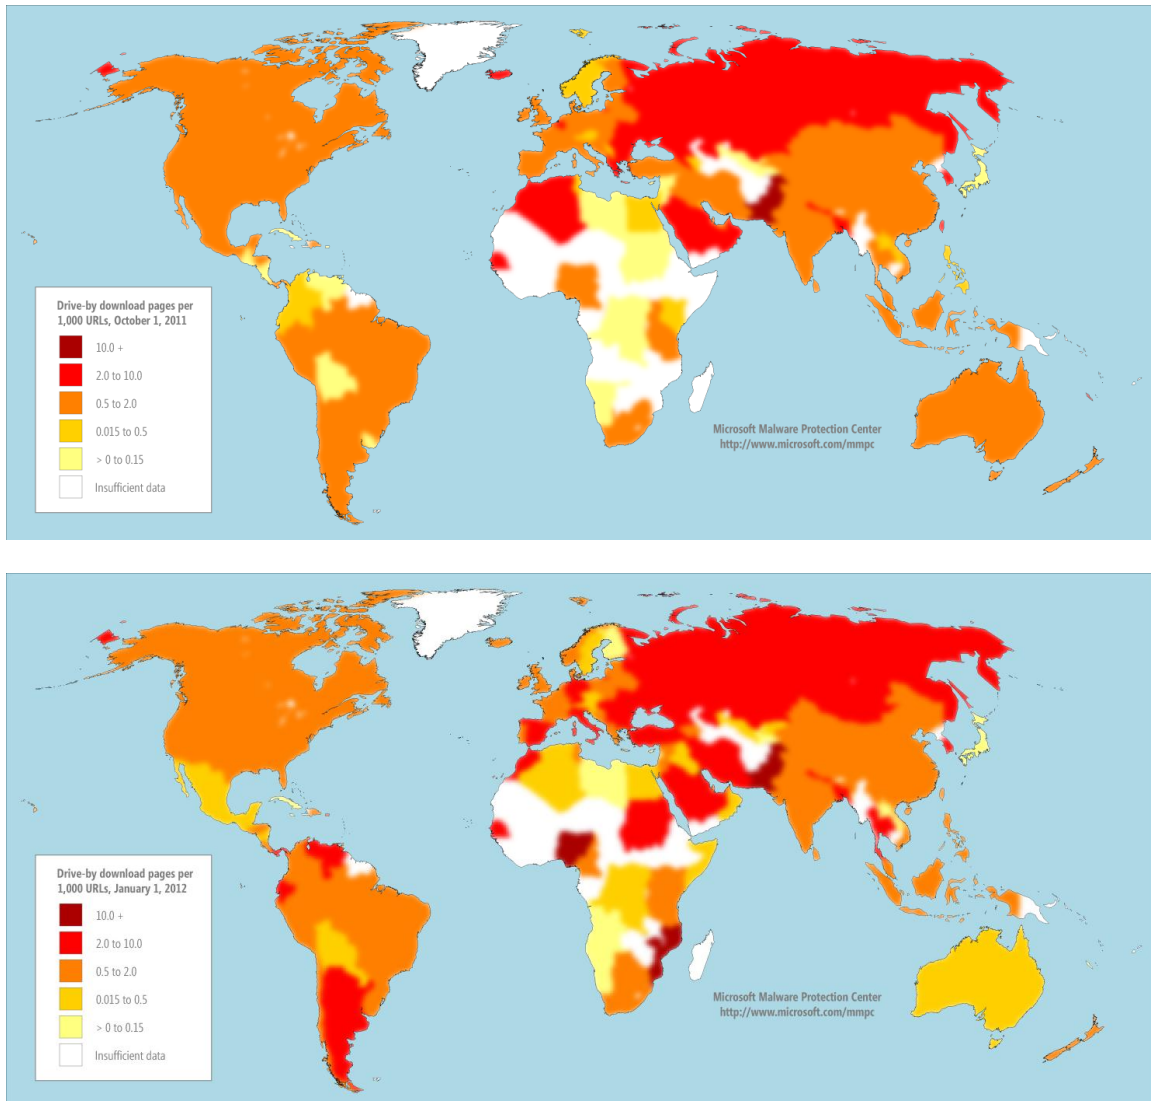 Drive-by download pages per
1,000 URLs, October 1, 2011
10.0 +
2.0 to 10.0
0.5 to 2.0
0.015 to 0.5
> 0 to 0.15
Insufficient data
Microsoft Malware Protection Center
http://www.microsoft.com/mmpc
Drive-by download pages per
1,000 URLs, January 1, 2012
10.0 +
2.0 to 10.0
0.5 to 2.0
0.015 to 0.5
> 0 to 0.15
Insufficient data
Microsoft Malware Protection Center
http://www.microsoft.com/mmpc